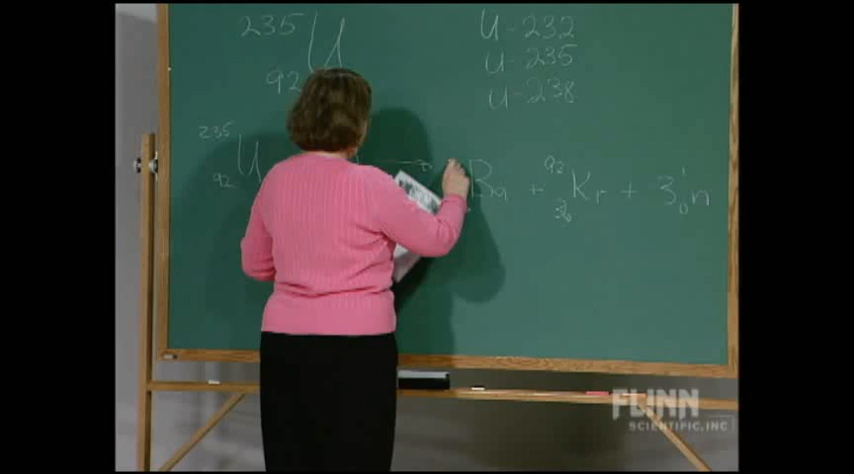 235
U
92
U-232
U-235
U-238
235
U
92
→ Ba + 92 Kr + 3 1 n
36 0
FLINN
SCIENTIFIC, INC